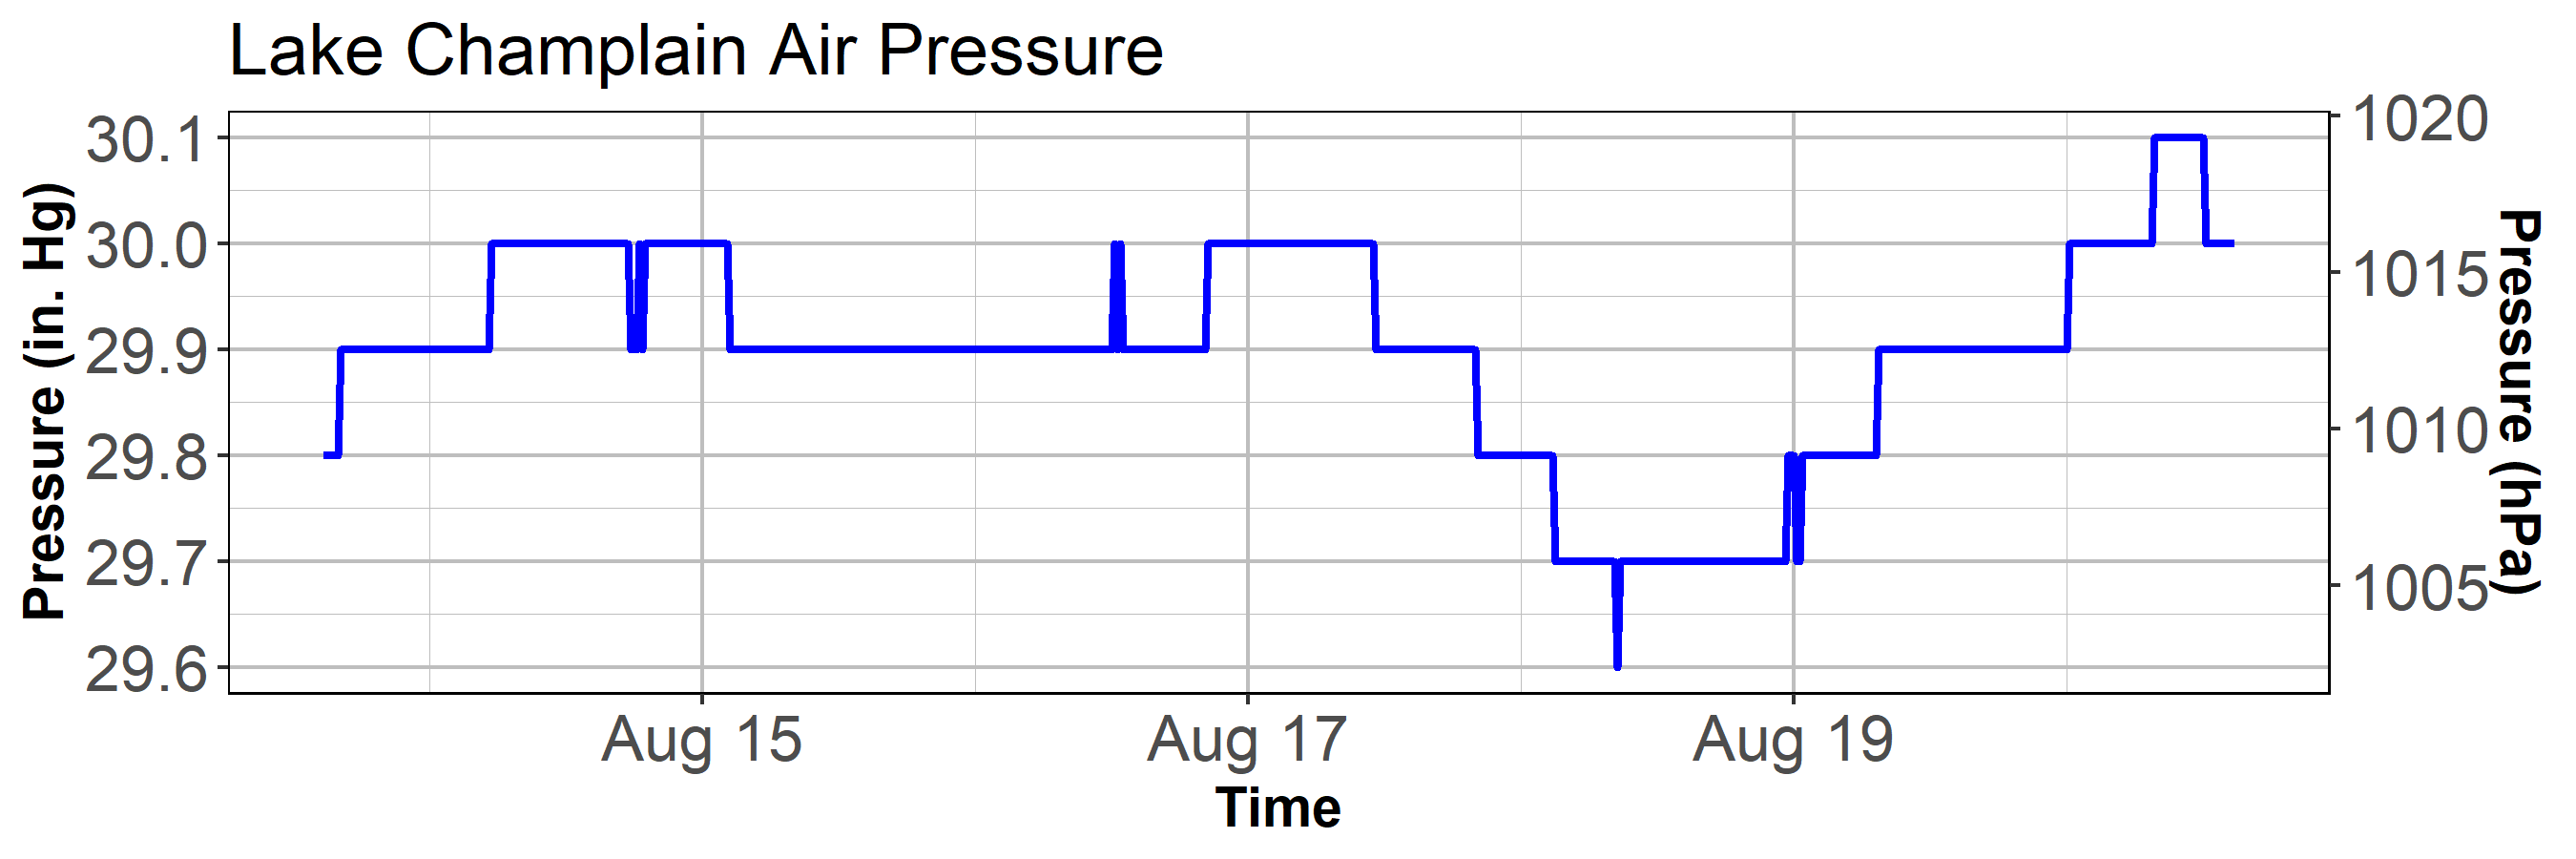 Lake Champlain Air Pressure
30.1
30.0
29.9
29.8
29.7
29.6
Pressure (in. Hg)
1020
1015
1010
1005
Pressure (hPa)
Aug 15 Aug 17 Aug 19
Time